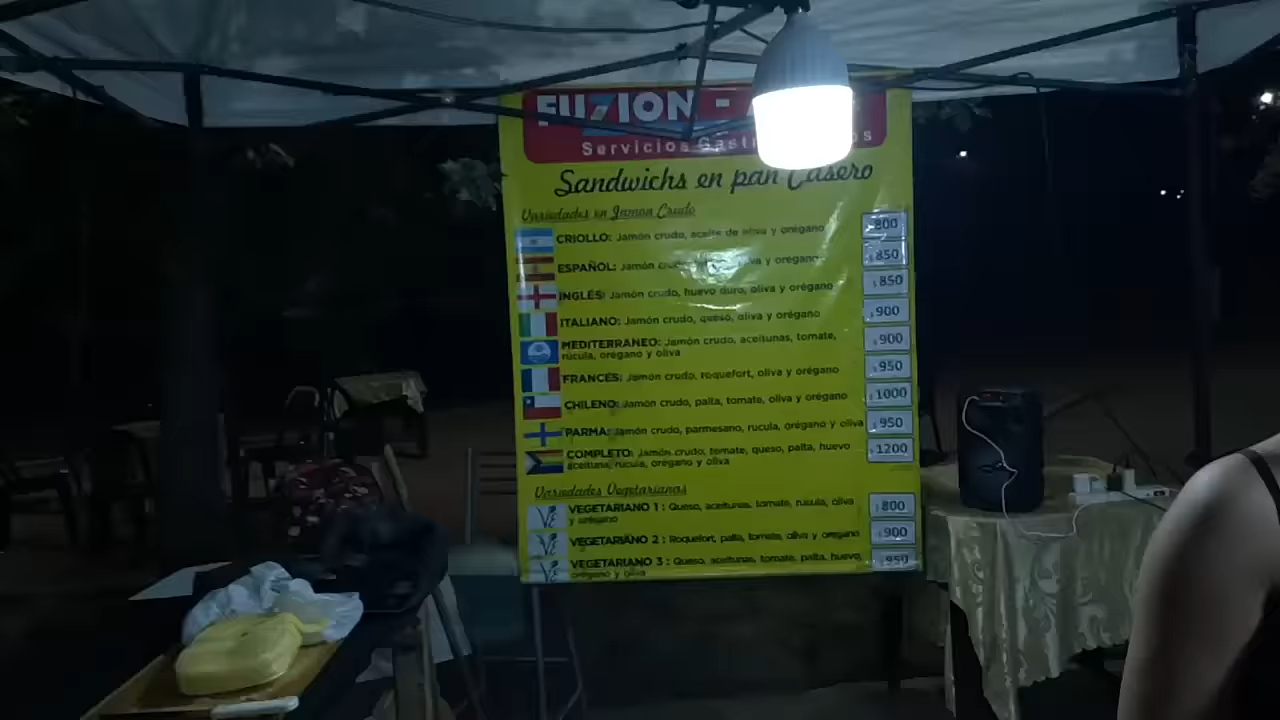 FUZION -
Servicios
Sandwichs en pan Casero
Variedades en Jamon Crudo
CRIOLLO: Jamón crudo, aceite de oliva y orégano $800
ESPAÑOL: Jamón y orégano $850
INGLÉS: Jamón crudo, huevo duro, oliva y orégano $850
ITALIANO: Jamón crudo, queso, oliva y orégano $900
MEDITERRANEO: Jamón crudo, aceitunas, tomate, $900
rúcula, orégano y oliva
FRANCÉS: Jamón crudo, roquefort, oliva y orégano $950
CHILENO: Jamón crudo, palta, tomate, oliva y orégano $1000
PARMA: Jamón crudo, parmesano, rucula, orégano y oliva $950
COMPLETO: Jamón crudo, tomate, queso, palta, huevo $1200
aceituna, rúcula, orégano y oliva
Variedades Vegetarianas
VEGETARIANO 1 : Queso, aceitunas, tomate, rucula, oliva $800
y orégano
VEGETARIANO 2 : Roquefort, palta, tomate, oliva y oregano $900
VEGETARIANO 3 : Queso, aceitunas, tomate, palta, huevo, $950
orégano y oliva